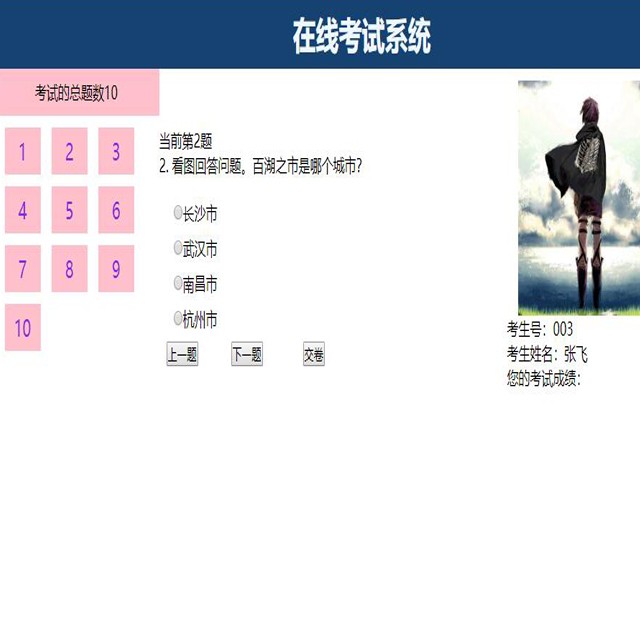 在线考试系统
考试的总题数10
1 2 3
4 5 6
7 8 9
10
当前第2题
2. 看图回答问题。百湖之市是哪个城市?
长沙市
武汉市
南昌市
杭州市
上一题 下一题 交卷
考生号：003
考生姓名：张飞
您的考试成绩：